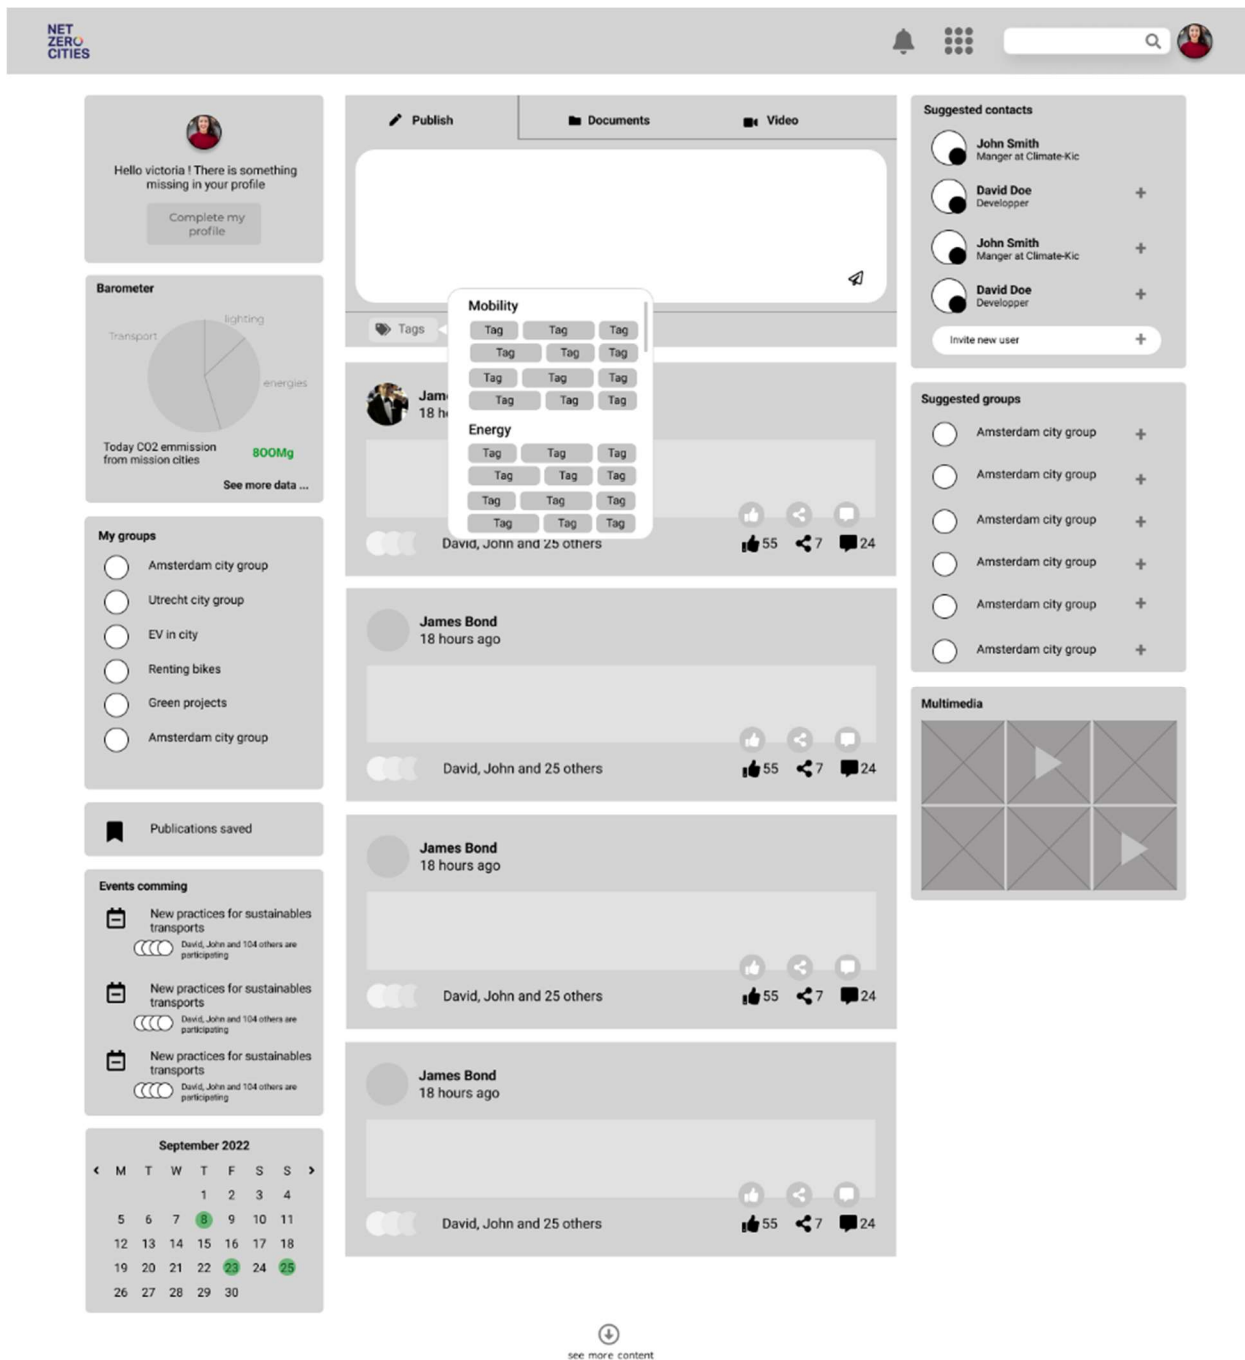 NET
ZERO
CITIES
Hello victoria ! There is something
missing in your profile
Complete my
profile
Barometer
lighting
Transport
energies
Today CO2 emmission
from mission cities
800Mg
See more data ...
My groups
Amsterdam city group
Utrecht city group
EV in city
Renting bikes
Green projects
Amsterdam city group
Publications saved
Events comming
New practices for sustainables
transports
David, John and 104 others are
participating
New practices for sustainables
transports
David, John and 104 others are
participating
New practices for sustainables
transports
David, John and 104 others are
participating
September 2022
< M T W T F S S >
1 2 3 4
5 6 7 8 9 10 11
12 13 14 15 16 17 18
19 20 21 22 23 24 25
26 27 28 29 30
Publish Documents Video
Tags
Mobility
Tag Tag Tag
Tag Tag Tag
Tag Tag Tag
Tag Tag Tag
Energy
Tag Tag Tag
Tag Tag Tag
Tag Tag Tag
Tag Tag Tag
Jam
18 h
David, John and 25 others 55 7 24
James Bond
18 hours ago
David, John and 25 others 55 7 24
James Bond
18 hours ago
David, John and 25 others 55 7 24
James Bond
18 hours ago
David, John and 25 others 55 7 24
Suggested contacts
John Smith
Manger at Climate-Kic
David Doe +
Developper
John Smith +
Manger at Climate-Kic
David Doe +
Developper
Invite new user +
Suggested groups
Amsterdam city group +
Amsterdam city group +
Amsterdam city group +
Amsterdam city group +
Amsterdam city group +
Amsterdam city group +
Multimedia
see more content